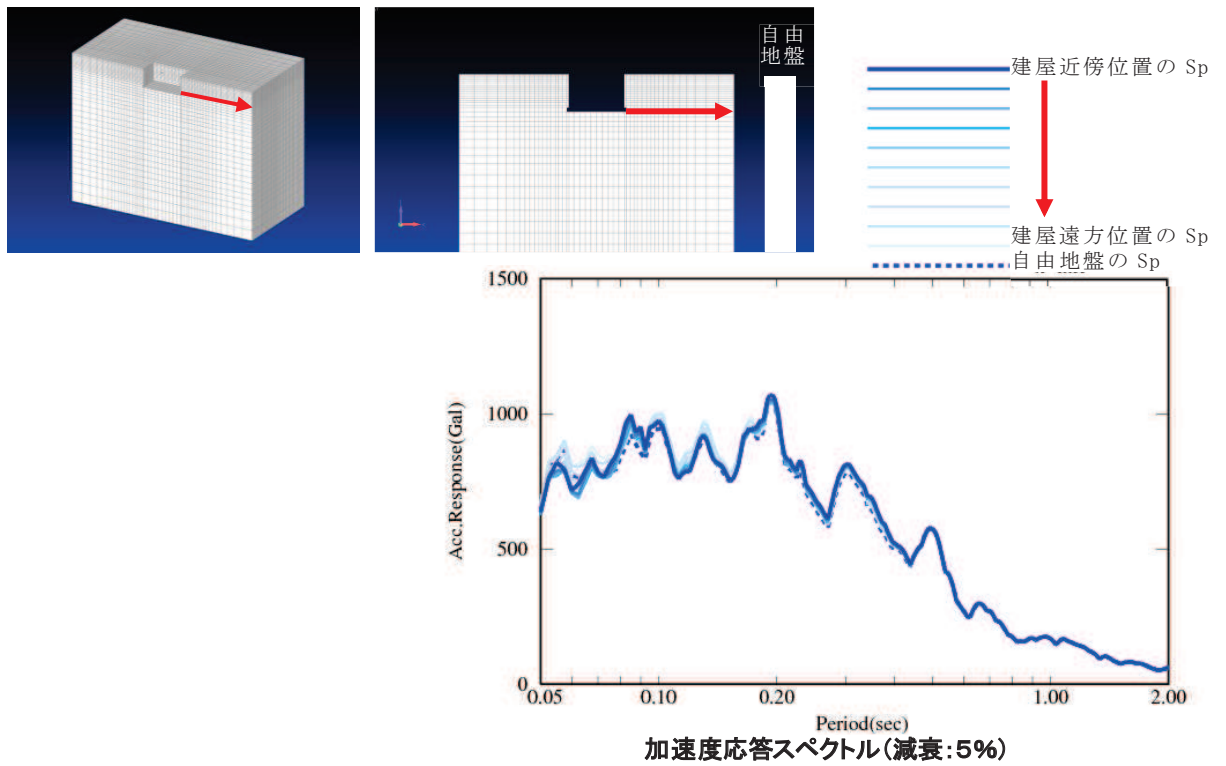 自由
地盤
建屋近傍位置の Sp
建屋遠方位置の Sp
自由地盤の Sp
1500
1000
500
0
Acc.Response(Gal)
0.05
0.10
0.20
1.00
2.00
Period(sec)
加速度応答スペクトル(減衰:5%)